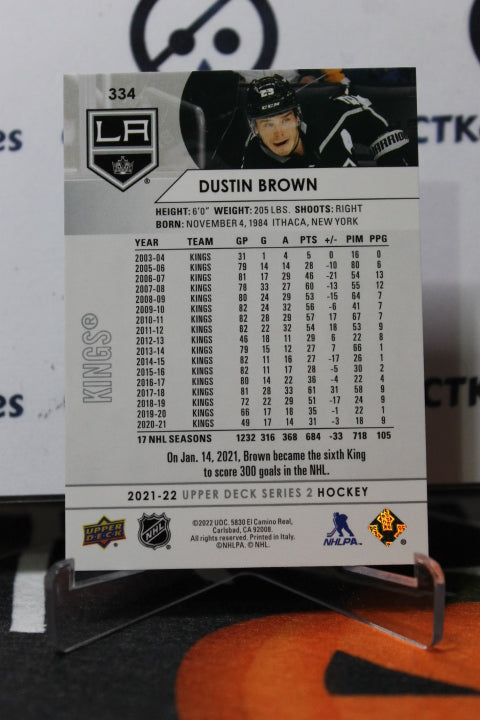 334
LA
29
CCM
WARRIOR
DUSTIN BROWN
HEIGHT: 6'0" WEIGHT: 205 LBS. SHOOTS: RIGHT
BORN: NOVEMBER 4, 1984 ITHACA, NEW YORK
YEAR TEAM GP G A PTS +/- PIM PPG
2003-04 KINGS 31 1 4 5 0 16 0
2005-06 KINGS 79 14 14 28 -10 80 6
2006-07 KINGS 81 17 29 46 -21 54 13
2007-08 KINGS 78 33 27 60 -13 55 12
2008-09 KINGS 80 24 29 53 -15 64 7
2009-10 KINGS 82 24 32 56 -6 41 7
2010-11 KINGS 82 28 29 57 17 67 7
2011-12 KINGS 82 22 32 54 18 53 9
2012-13 KINGS 46 18 11 29 6 22 8
2013-14 KINGS 79 15 12 27 7 66 1
2014-15 KINGS 82 11 16 27 -17 26 1
2015-16 KINGS 82 11 17 28 -5 30 2
2016-17 KINGS 80 14 22 36 -4 22 4
2017-18 KINGS 81 28 33 61 31 58 9
2018-19 KINGS 72 22 29 51 -17 24 9
2019-20 KINGS 66 17 18 35 -1 22 1
2020-21 KINGS 49 17 14 31 -3 18 9
17 NHL SEASONS 1232 316 368 684 -33 718 105
KINGS®
On Jan. 14, 2021, Brown became the sixth King
to score 300 goals in the NHL.
2021-22 UPPER DECK SERIES 2 HOCKEY
UPPER DECK
NHL
©2022 UDC. 5830 El Camino Real,
Carlsbad, CA 92008.
All rights reserved. Printed in Italy.
©NHLPA. © NHL.
NHLPA